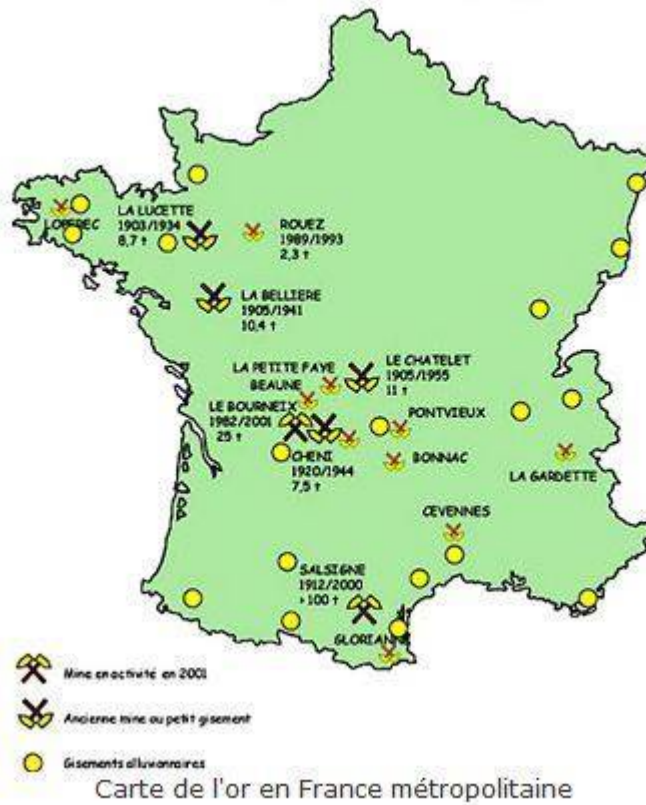 LOPEREC
LA LUCETTE
1903/1934
8,7 t
ROUEZ
1989/1993
2,3 t
LA BELLIERE
1905/1941
10,4 t
LA PETITE FAYE
BEAUNE
LE CHATELET
1905/1955
11 t
LE BOURNEIX
1982/2001
25 t
PONTVIEUX
CHENI
1920/1944
7,5 t
BONNAC
LA GARDETTE
CEVENNES
SALSIGNE
1912/2000
>100 t
GLORIANNE
Mine en activité en 2001
Ancienne mine ou petit gisement
Gisements alluvionnaires
Carte de l'or en France métropolitaine